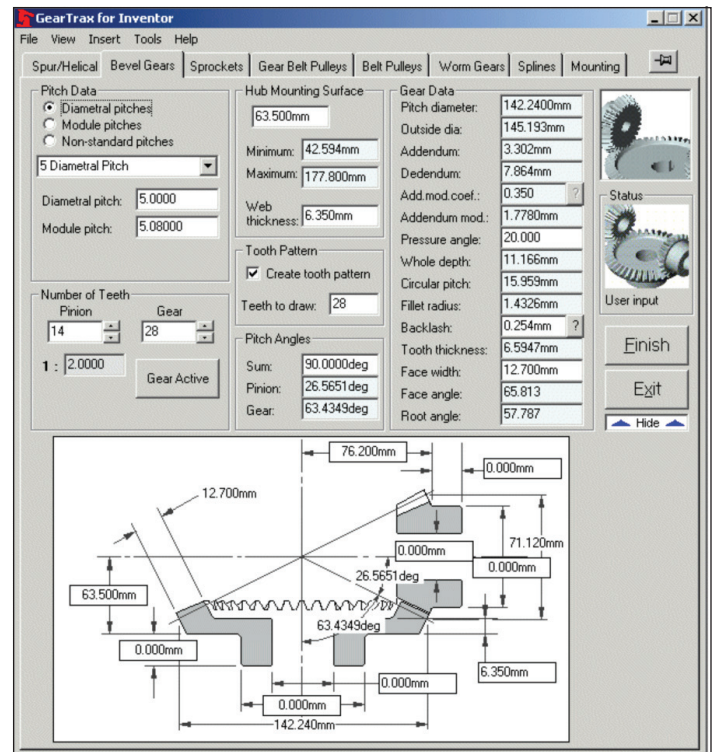 GearTrax for Inventor
File View Insert Tools Help
Spur/Helical Bevel Gears Sprockets Gear Belt Pulleys Belt Pulleys Worm Gears Splines Mounting
Pitch Data
Diametral pitches
Module pitches
Non-standard pitches
5 Diametral Pitch
Diametral pitch: 5.0000
Module pitch: 5.08000
Number of Teeth
Pinion Gear
14 28
1 : 2.0000
Gear Active
Hub Mounting Surface
63.500mm
Minimum: 42.594mm
Maximum: 177.800mm
Web
thickness: 6.350mm
Tooth Pattern
Create tooth pattern
Teeth to draw: 28
Pitch Angles
Sum: 90.0000deg
Pinion: 26.5651deg
Gear: 63.4349deg
Gear Data
Pitch diameter: 142.2400mm
Outside dia: 145.193mm
Addendum: 3.302mm
Dedendum: 7.864mm
Add.mod.coef.: 0.350 ?
Addendum mod.: 1.7780mm
Pressure angle: 20.000
Whole depth: 11.166mm
Circular pitch: 15.959mm
Fillet radius: 1.4326mm
Backlash: 0.254mm ?
Tooth thickness: 6.5947mm
Face width: 12.700mm
Face angle: 65.813
Root angle: 57.787
Status
User input
Finish
Exit
Hide
76.200mm
0.000mm
12.700mm
0.000mm
71.120mm
0.000mm
26.5651deg
63.500mm
63.4349deg
0.000mm
6.350mm
0.000mm
0.000mm
142.240mm